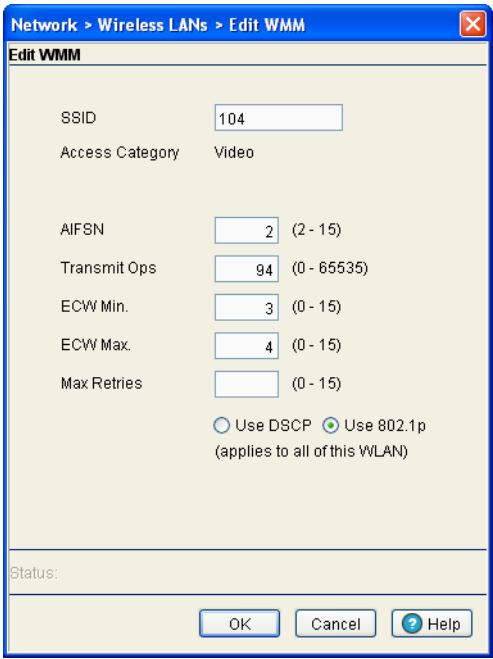 Network > Wireless LANs > Edit WMM
Edit WMM
SSID 104
Access Category Video
AIFSN 2 (2 - 15)
Transmit Ops 94 (0 - 65535)
ECW Min. 3 (0 - 15)
ECW Max. 4 (0 - 15)
Max Retries (0 - 15)
Use DSCP Use 802.1p
(applies to all of this WLAN)
Status:
OK Cancel ? Help